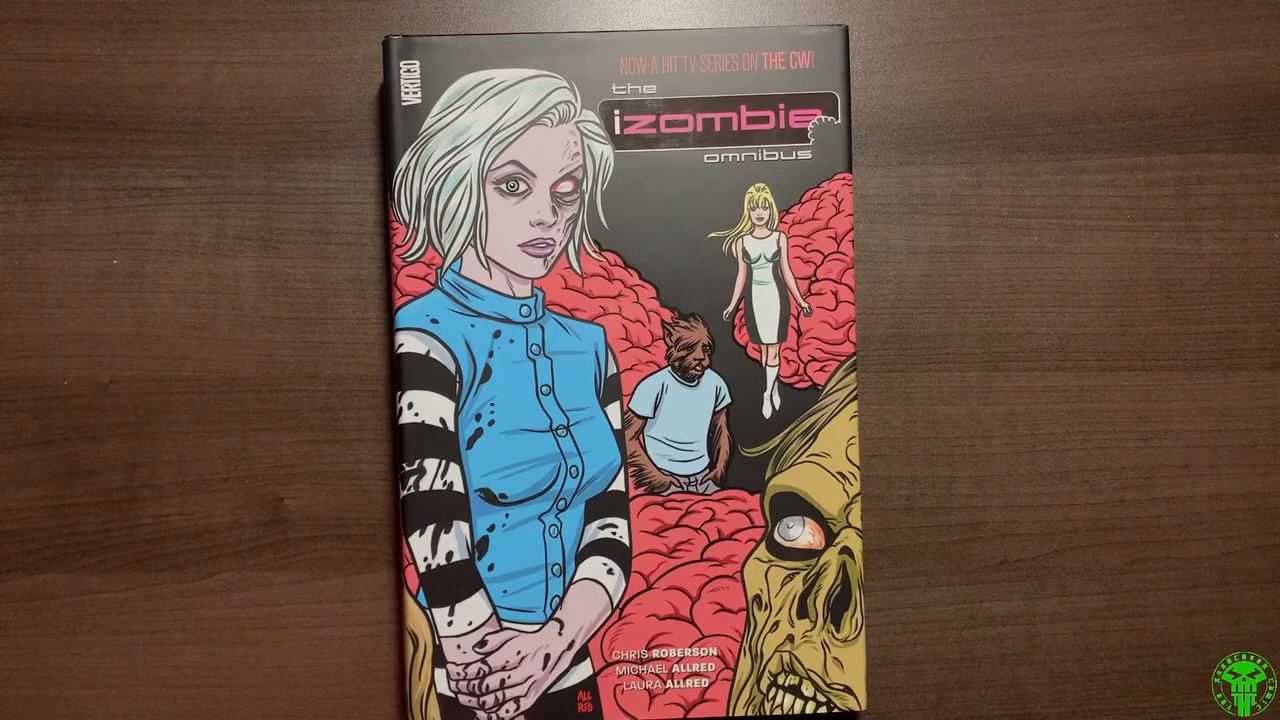 VERTIGO
NOW A HIT TV SERIES ON THE CW!
the
izombie
omnibus
CHRIS ROBERSON
MICHAEL ALLRED
LAURA ALLRED
ALL
RED